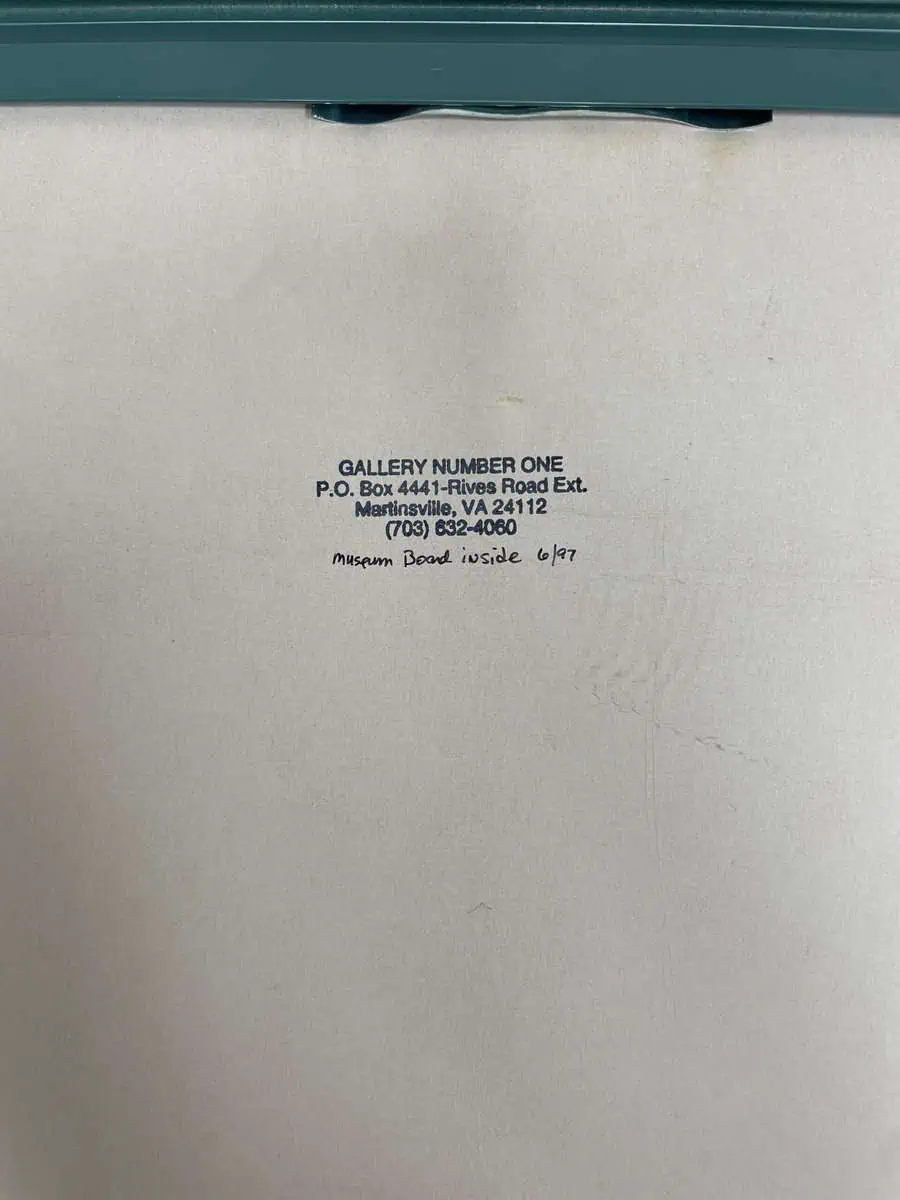 GALLERY NUMBER ONE
P.O. Box 4441-Rives Road Ext.
Martinsville, VA 24112
(703) 632-4060
museum Board inside 6/97